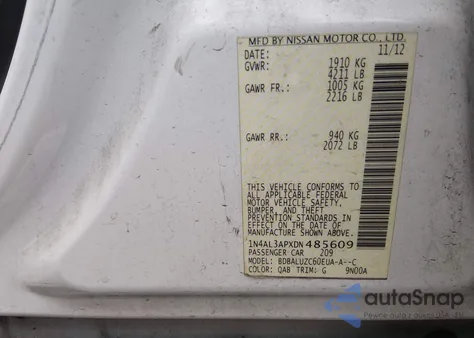 MFD BY NISSAN MOTOR CO., LTD.
DATE: 11/12
GVWR: 1910 KG
4211 LB
GAWR FR.: 1005 KG
2216 LB
GAWR RR.: 940 KG
2072 LB
THIS VEHICLE CONFORMS TO
ALL APPLICABLE FEDERAL
MOTOR VEHICLE SAFETY,
BUMPER, AND THEFT
PREVENTION STANDARDS IN
EFFECT ON THE DATE OF
MANUFACTURE SHOWN ABOVE.
1N4AL3APXDN 485609
PASSENGER CAR 209
MODEL: BDBALUZC60EUA-A--C
COLOR: QAB TRIM: G 9N00A
autoSnap